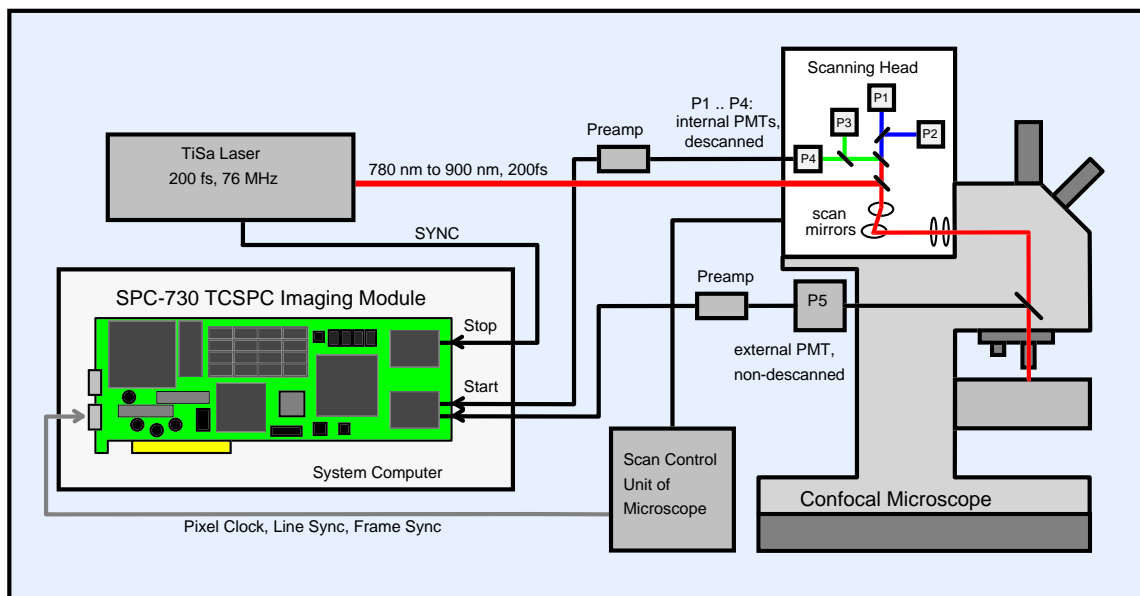 Scanning Head
P1
P2
P3
P4
P1 .. P4:
internal PMTs,
descanned
Preamp
TiSa Laser
200 fs, 76 MHz
780 nm to 900 nm, 200fs
scan
mirrors
SYNC
SPC-730 TCSPC Imaging Module
Stop
Start
Preamp
P5
external PMT,
non-descanned
System Computer
Scan Control
Unit of
Microscope
Confocal Microscope
Pixel Clock, Line Sync, Frame Sync